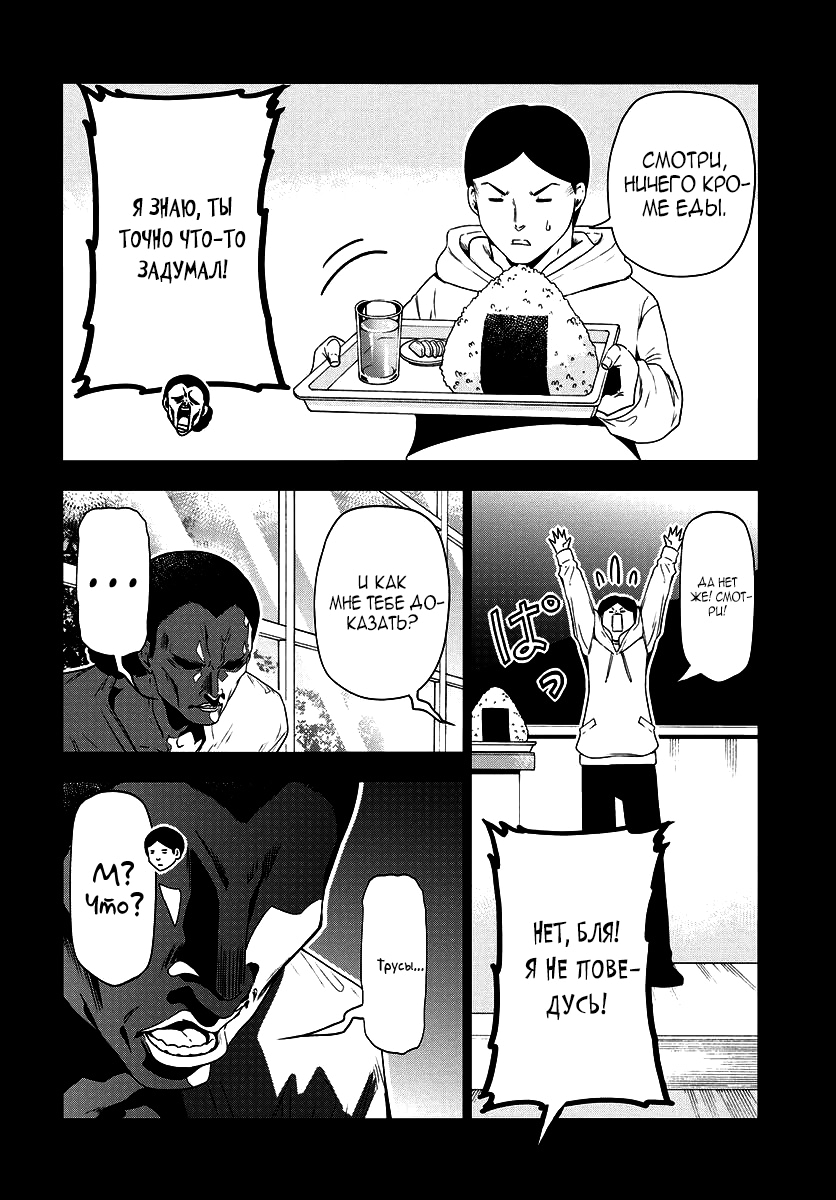 СМОТРИ,
НИЧЕГО КРО-
МЕ ЕДЫ.
Я ЗНАЮ, ТЫ
ТОЧНО ЧТО-ТО
ЗАДУМАЛ!
ДА НЕТ
ЖЕ! СМОТ-
РИ!
ぱっ
НЕТ, БЛЯ!
Я НЕ ПОВЕ-
ДУСЬ!
И КАК
МНЕ ТЕБЕ ДО-
КАЗАТЬ?
...
Трусы...
М?
Что?